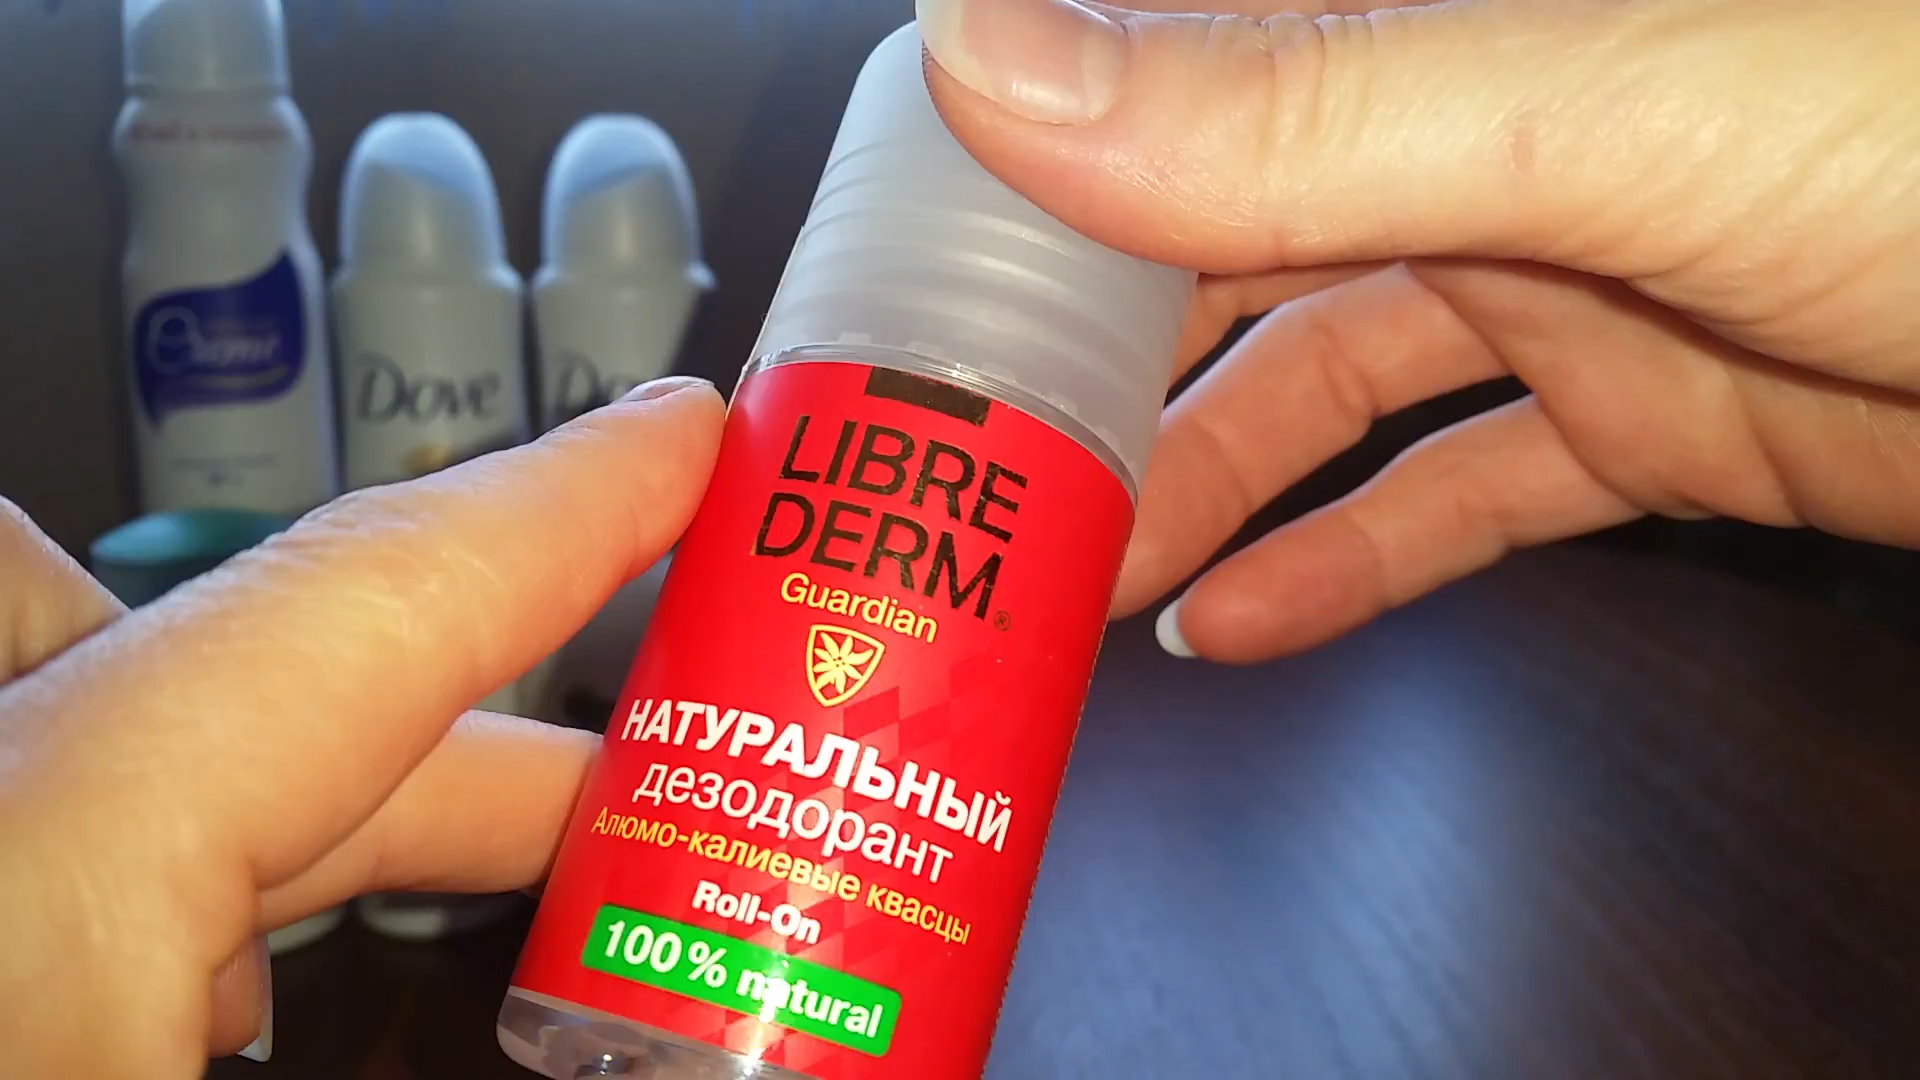 LIBRE
DERM®
Guardian
НАТУРАЛЬНЫЙ
дезодорант
Алюмо-калиевые квасцы
Roll-On
100% natural
Dove